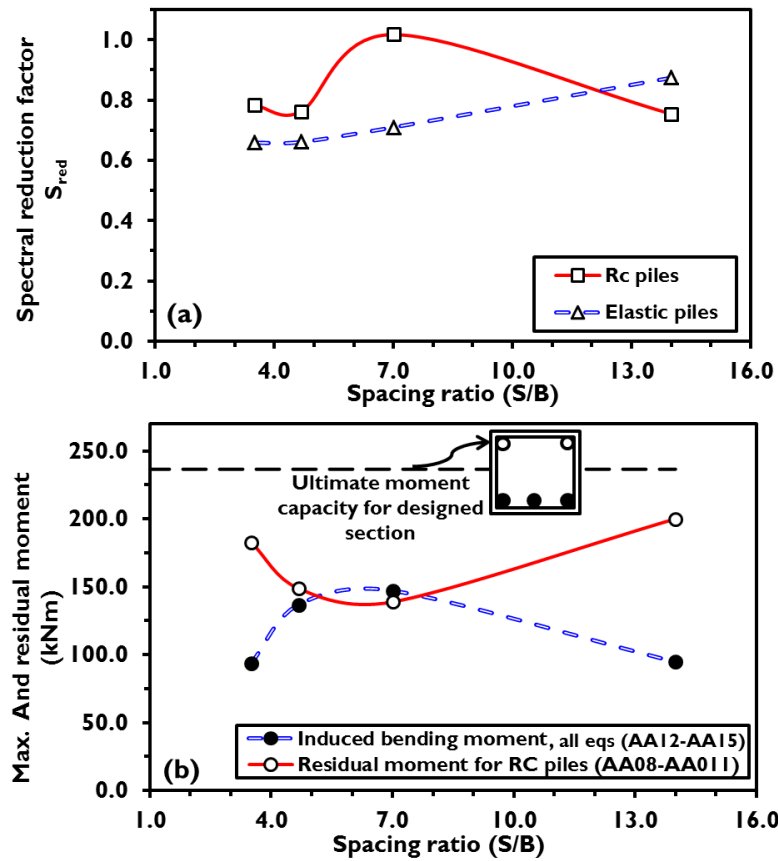 Spectral reduction factor
S_red
1.0
0.8
0.6
0.4
0.2
0.0
(a)
Rc piles
Elastic piles
1.0
4.0
7.0
10.0
13.0
16.0
Spacing ratio (S/B)
Max. And residual moment
(kNm)
250.0
200.0
150.0
100.0
50.0
0.0
Ultimate moment
capacity for designed
section
(b)
Induced bending moment, all eqs (AA12-AA15)
Residual moment for RC piles (AA08-AA011)
1.0
4.0
7.0
10.0
13.0
16.0
Spacing ratio (S/B)